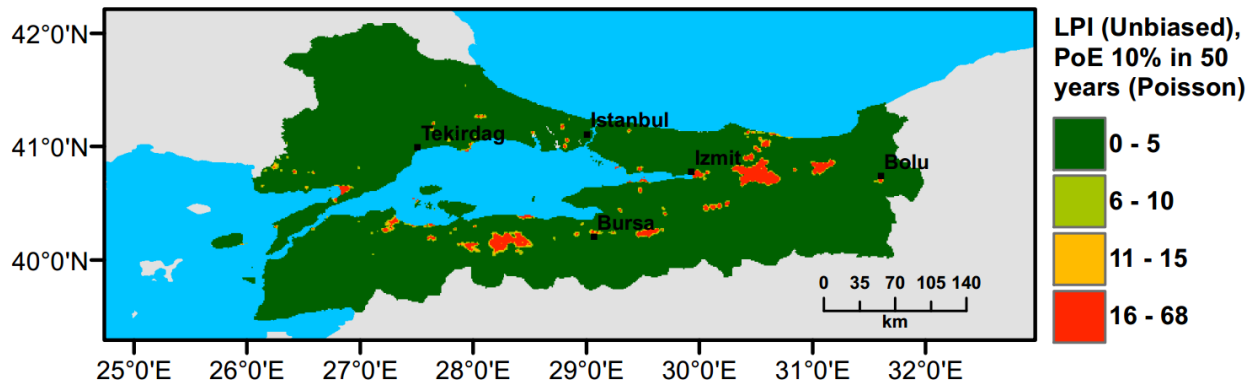 LPI (Unbiased),
PoE 10% in 50
years (Poisson)
0 - 5
6 - 10
11 - 15
16 - 68
42°0'N
41°0'N
40°0'N
Istanbul
Tekirdag
Izmit
Bolu
Bursa
0 35 70 105 140
km
25°0'E 26°0'E 27°0'E 28°0'E 29°0'E 30°0'E 31°0'E 32°0'E